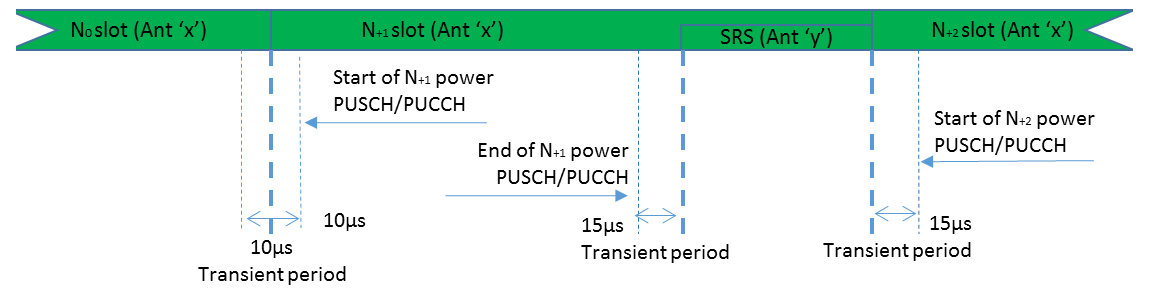 N0 slot (Ant ‘x’)
N+1 slot (Ant ‘x’)
SRS (Ant ‘y’)
N+2 slot (Ant ‘x’)
Start of N+1 power
PUSCH/PUCCH
End of N+1 power
PUSCH/PUCCH
Start of N+2 power
PUSCH/PUCCH
10µs
10µs
Transient period
15µs
Transient period
15µs
Transient period